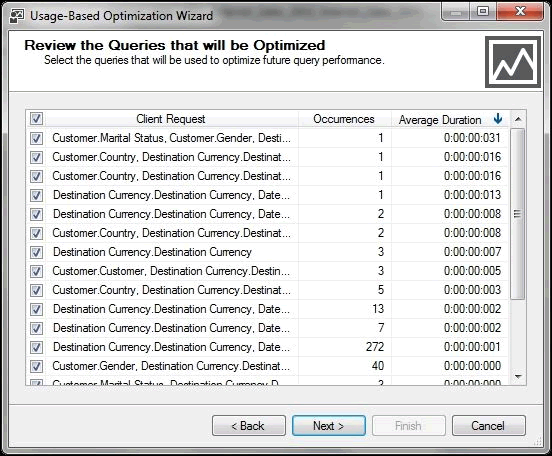 Usage-Based Optimization Wizard
Review the Queries that will be Optimized
Select the queries that will be used to optimize future query perfomance.
Client Request Occurrences Average Duration
Customer.Marital Status, Customer.Gender, Desti... 1 0:00:00:031
Customer.Country, Destination Currency.Destinat... 1 0:00:00:016
Customer.Country, Destination Currency.Destinat... 1 0:00:00:016
Destination Currency.Destination Currency, Date... 1 0:00:00:013
Destination Currency.Destination Currency, Date... 2 0:00:00:008
Customer.Country, Destination Currency.Destinat... 2 0:00:00:008
Destination Currency.Destination Currency 3 0:00:00:007
Customer.Customer, Destination Currency.Destin... 3 0:00:00:005
Customer.Country, Destination Currency.Destinat... 5 0:00:00:003
Destination Currency.Destination Currency, Date... 13 0:00:00:002
Destination Currency.Destination Currency, Date... 7 0:00:00:002
Destination Currency.Destination Currency, Date... 272 0:00:00:001
Customer.Gender, Destination Currency.Destinat... 40 0:00:00:000
Customer.Marital Status, Destination Currency.D... 3 0:00:00:000
< Back Next > Finish Cancel